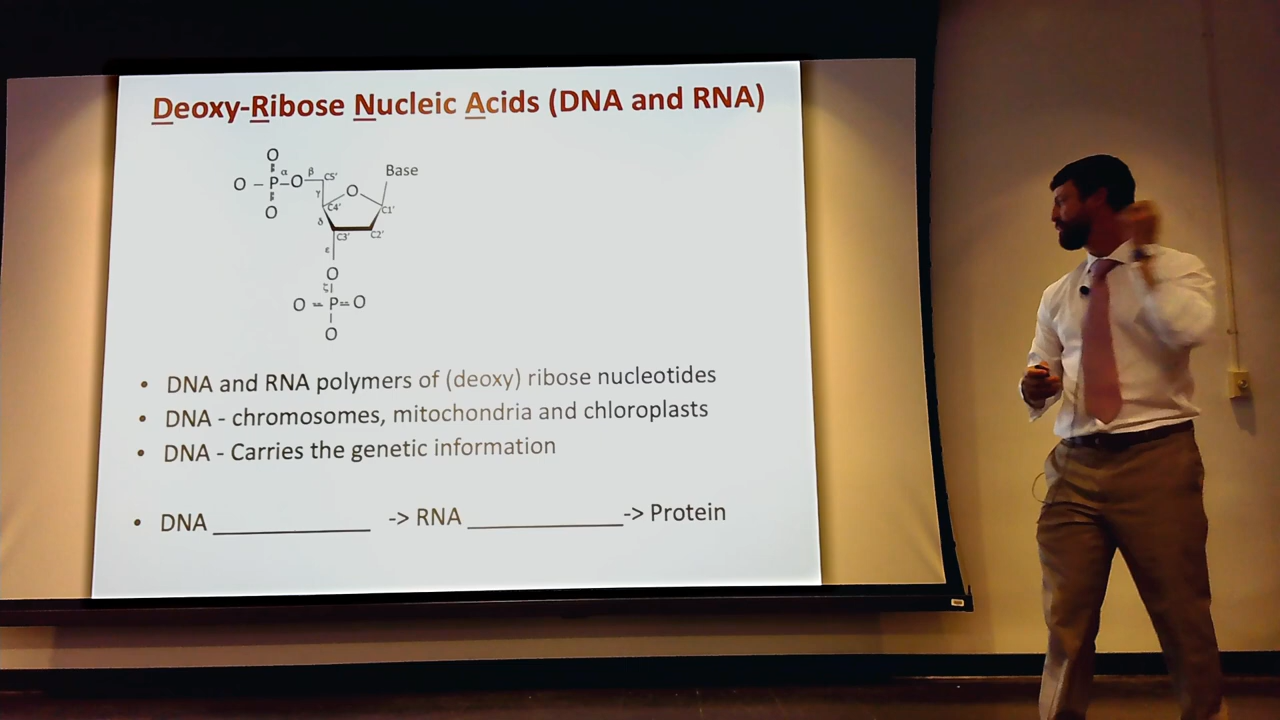 Deoxy-Ribose Nucleic Acids (DNA and RNA)
O
α β
O – P – O C5' Base
γ O
O C4' C1'
δ
C3' C2'
ε
O
ζ
O = P = O
O
• DNA and RNA polymers of (deoxy) ribose nucleotides
• DNA - chromosomes, mitochondria and chloroplasts
• DNA - Carries the genetic information
• DNA ____________ -> RNA ____________-> Protein